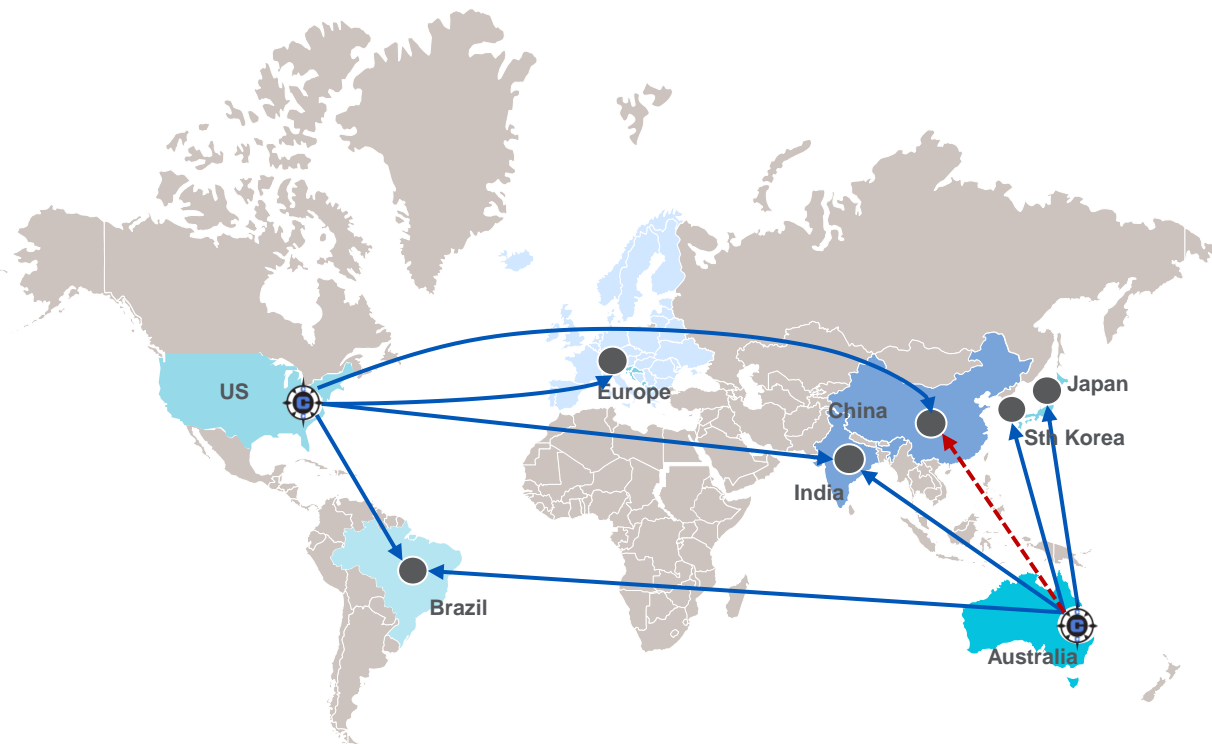 US
C
Europe
China
Japan
Sth Korea
India
Brazil
C
Australia